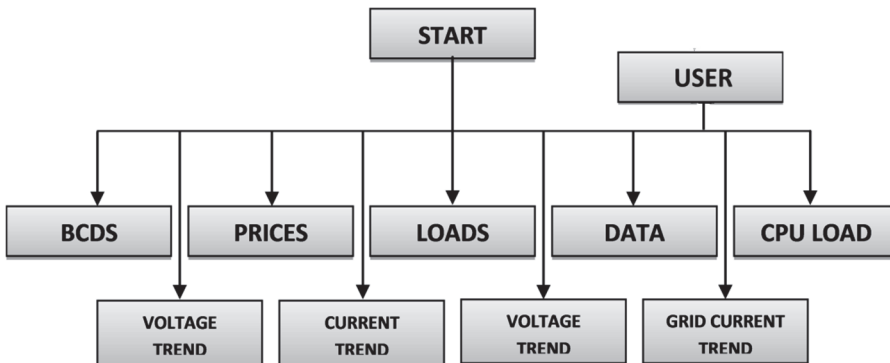 START
USER
BCDS
PRICES
LOADS
DATA
CPU LOAD
VOLTAGE
TREND
CURRENT
TREND
VOLTAGE
TREND
GRID CURRENT
TREND